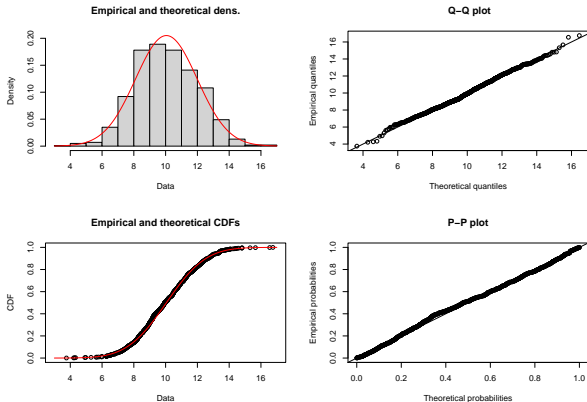 Empirical and theoretical dens.
Density
0.00 0.05 0.10 0.15 0.20
4 6 8 10 12 14 16
Data
Q−Q plot
Empirical quantiles
4 6 8 10 12 14 16
4 6 8 10 12 14 16
Theoretical quantiles
Empirical and theoretical CDFs
CDF
0.0 0.2 0.4 0.6 0.8 1.0
4 6 8 10 12 14 16
Data
P−P plot
Empirical probabilities
0.0 0.2 0.4 0.6 0.8 1.0
0.0 0.2 0.4 0.6 0.8 1.0
Theoretical probabilities